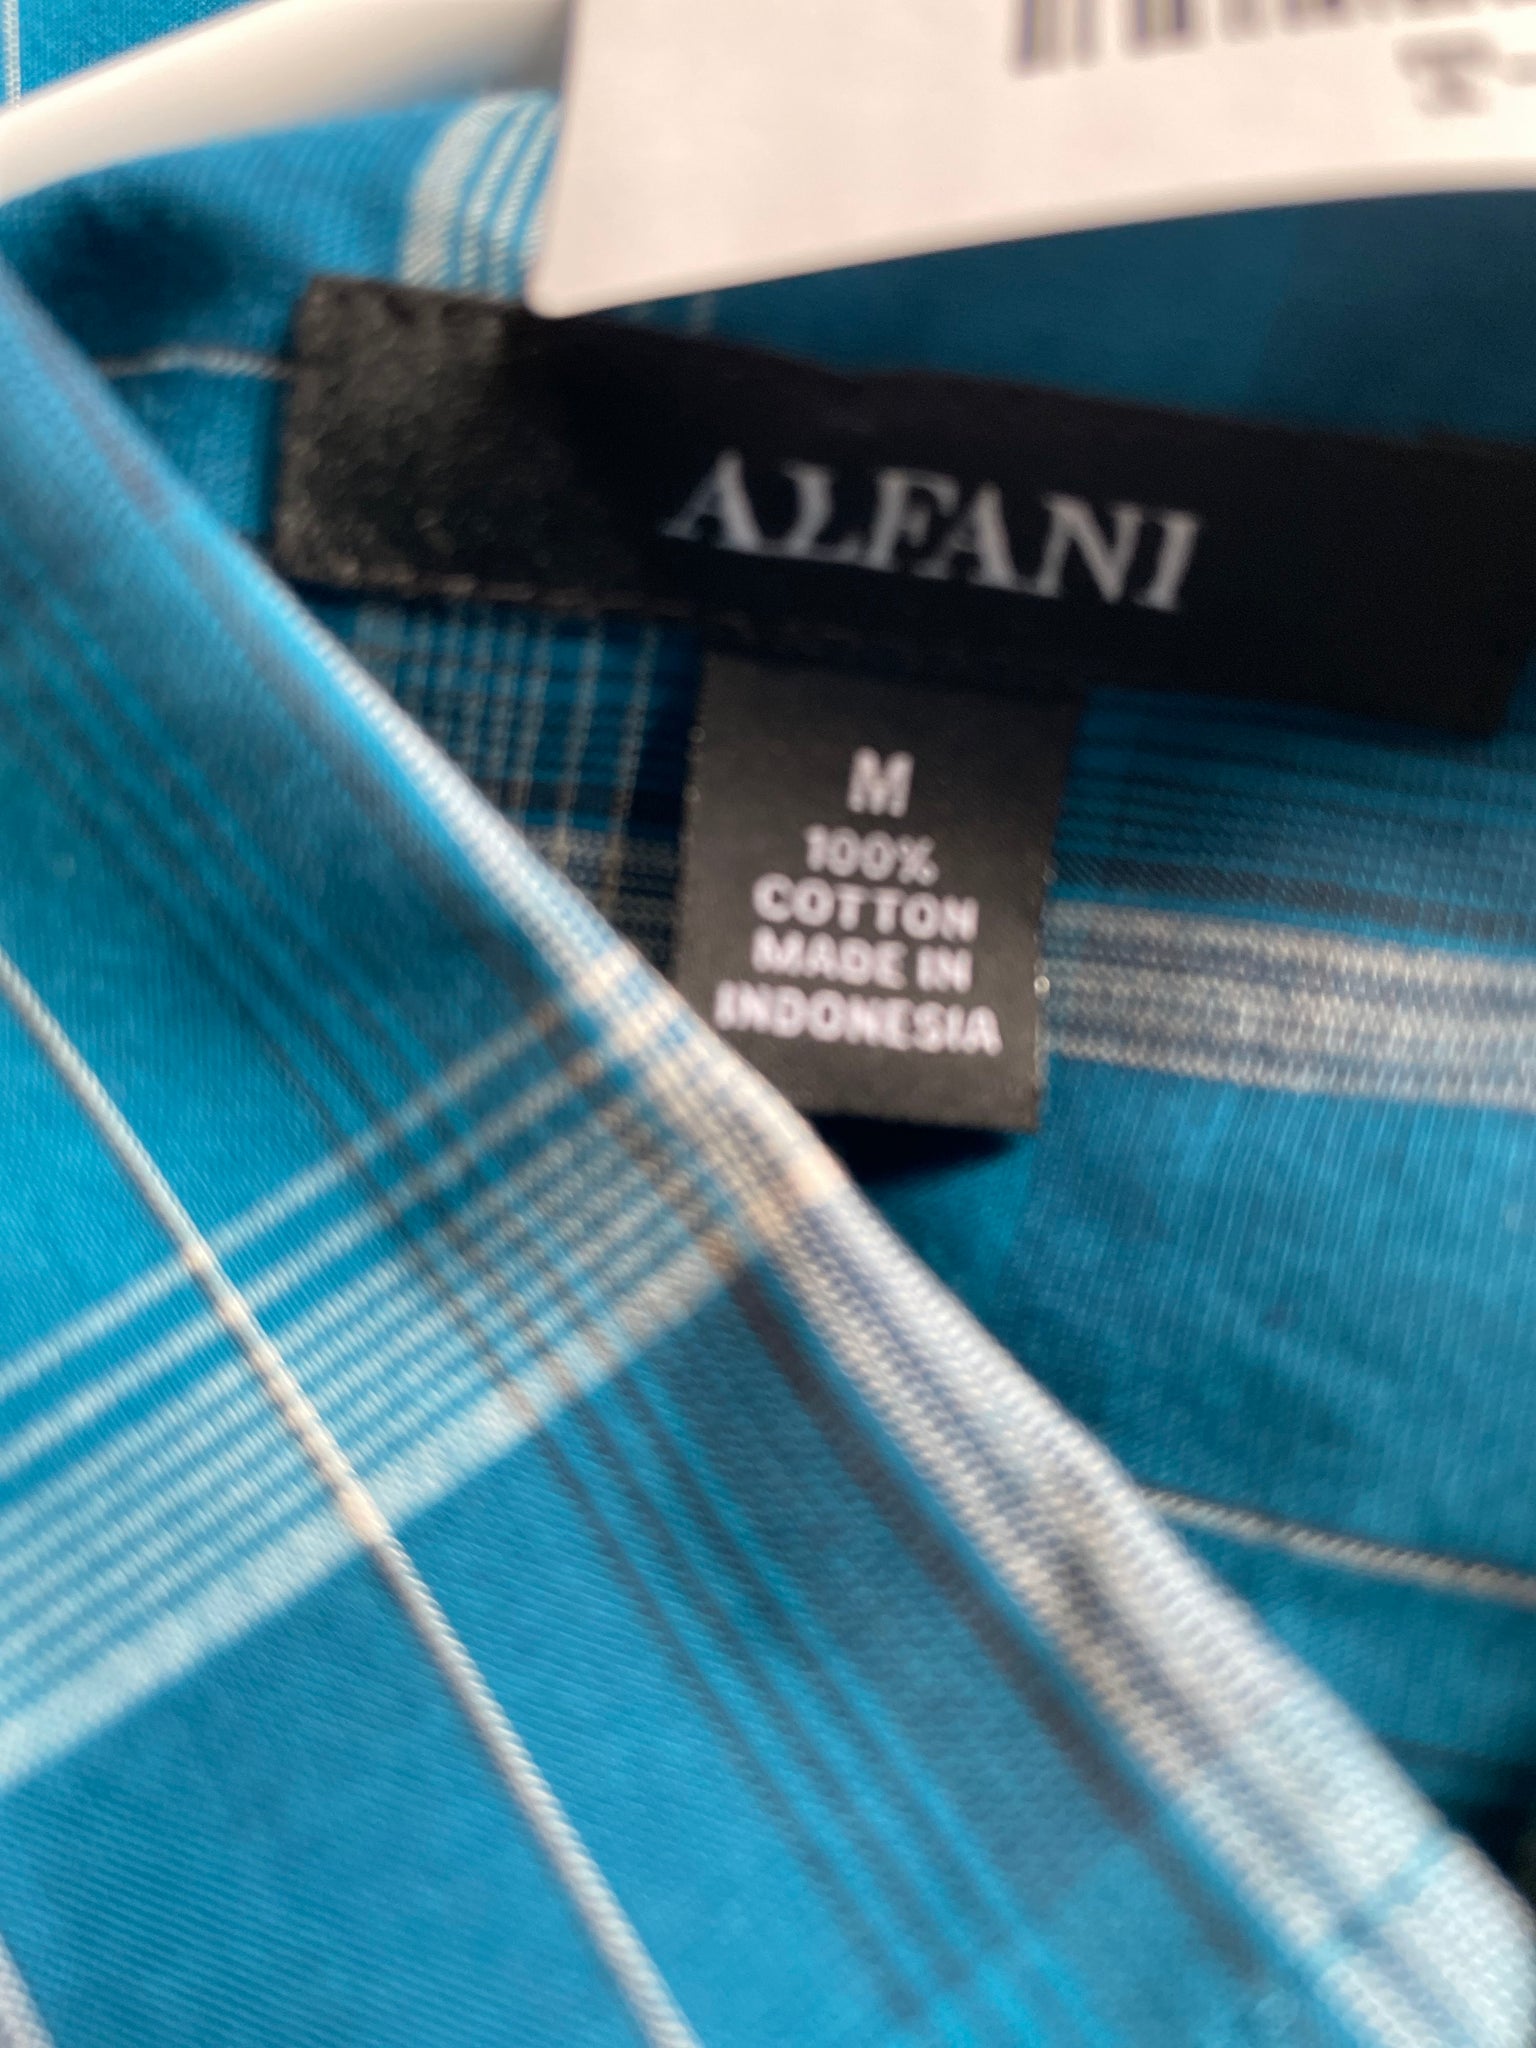 ALFANI
M
100%
COTTON
MADE IN
INDONESIA